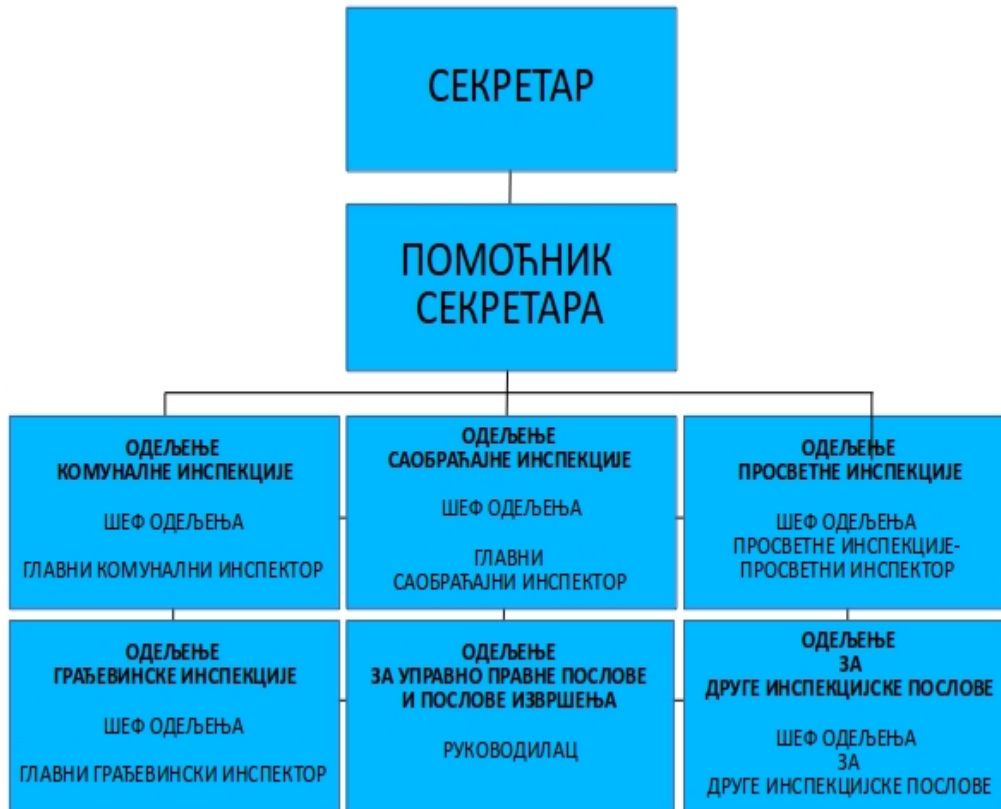 СЕКРЕТАР
ПОМОЋНИК
СЕКРЕТАРА
ОДЕЉЕЊЕ
КОМУНАЛНЕ ИНСПЕКЦИЈЕ
ШЕФ ОДЕЉЕЊА
ГЛАВНИ КОМУНАЛНИ ИНСПЕКТОР
ОДЕЉЕЊЕ
САОБРАЋАЈНЕ ИНСПЕКЦИЈЕ
ШЕФ ОДЕЉЕЊА
ГЛАВНИ
САОБРАЋАЈНИ ИНСПЕКТОР
ОДЕЉЕЊЕ
ПРОСВЕТНЕ ИНСПЕКЦИЈЕ
ШЕФ ОДЕЉЕЊА
ПРОСВЕТНЕ ИНСПЕКЦИЈЕ-
ПРОСВЕТНИ ИНСПЕКТОР
ОДЕЉЕЊЕ
ГРАЂЕВИНСКЕ ИНСПЕКЦИЈЕ
ШЕФ ОДЕЉЕЊА
ГЛАВНИ ГРАЂЕВИНСКИ ИНСПЕКТОР
ОДЕЉЕЊЕ
ЗА УПРАВНО ПРАВНЕ ПОСЛОВЕ
И ПОСЛОВЕ ИЗВРШЕЊА
РУКОВОДИЛАЦ
ОДЕЉЕЊЕ
ЗА
ДРУГЕ ИНСПЕКЦИЈСКЕ ПОСЛОВЕ
ШЕФ ОДЕЉЕЊА
ЗА
ДРУГЕ ИНСПЕКЦИЈСКЕ ПОСЛОВЕ